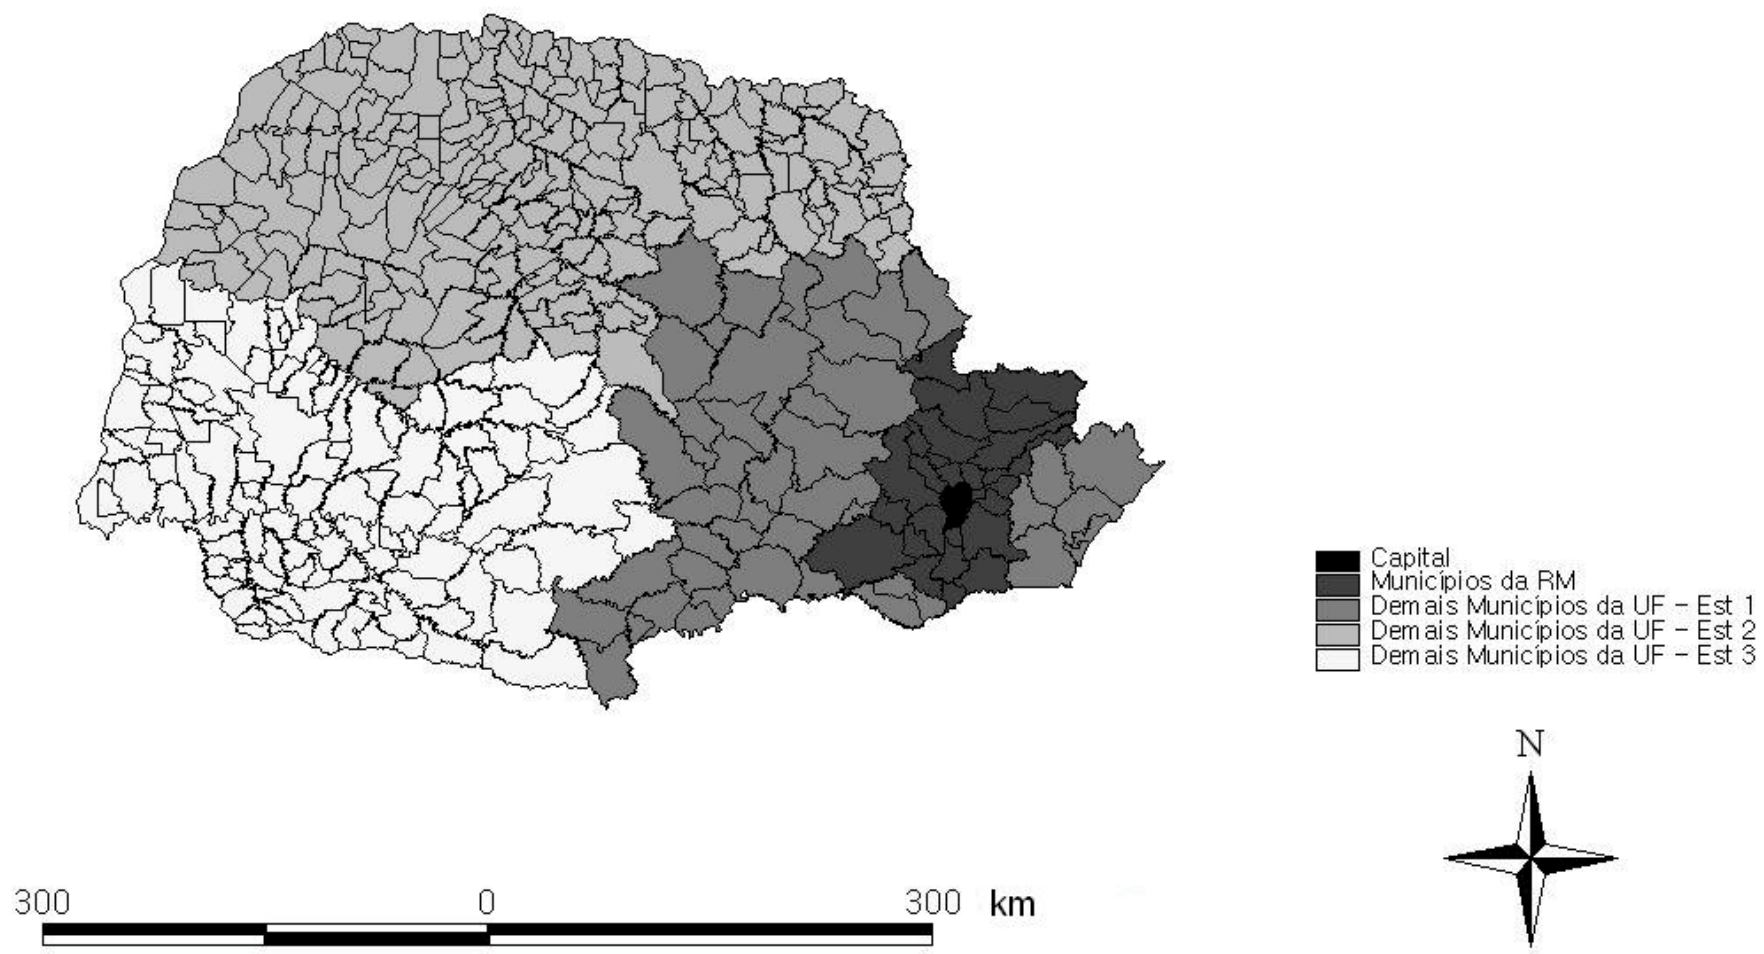 Capital
Municípios da RM
Demais Municípios da UF - Est 1
Demais Municípios da UF - Est 2
Demais Municípios da UF - Est 3
N
300 0 300 km